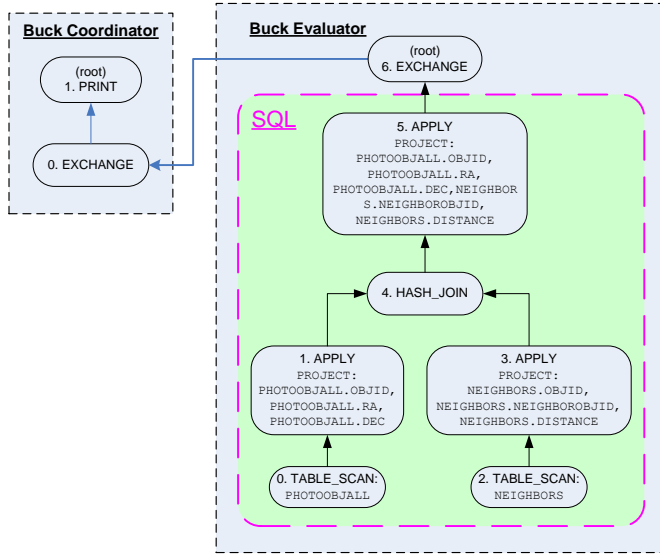 Buck Coordinator
(root)
1. PRINT
0. EXCHANGE
Buck Evaluator
(root)
6. EXCHANGE
SQL
5. APPLY
PROJECT:
PHOTOOBJALL.OBJID,
PHOTOOBJALL.RA,
PHOTOOBJALL.DEC,NEIGHBOR
S.NEIGHBOROBJID,
NEIGHBORS.DISTANCE
4. HASH_JOIN
1. APPLY
PROJECT:
PHOTOOBJALL.OBJID,
PHOTOOBJALL.RA,
PHOTOOBJALL.DEC
3. APPLY
PROJECT:
NEIGHBORS.OBJID,
NEIGHBORS.NEIGHBOROBJID,
NEIGHBORS.DISTANCE
0. TABLE_SCAN:
PHOTOOBJALL
2. TABLE_SCAN:
NEIGHBORS